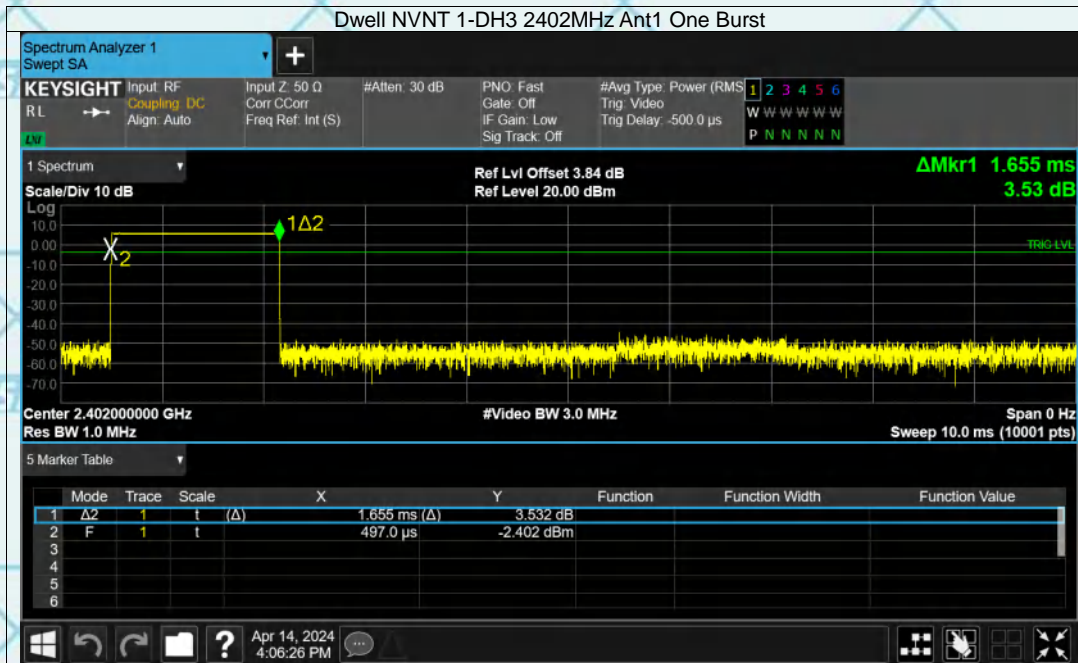 Dwell NVNT 1-DH3 2402MHz Ant1 One Burst
Spectrum Analyzer 1
Swept SA
+
KEYSIGHT Input: RF Input Z: 50 Ω #Atten: 30 dB PNO: Fast #Avg Type: Power (RMS 1 2 3 4 5 6
RL Coupling: DC Corr CCorr Gate: Off Trig: Video W W W W W W
Align: Auto Freq Ref: Int (S) IF Gain: Low Trig Delay: -500.0 µs
Sig Track: Off P N N N N N
LNI
1 Spectrum Ref Lvl Offset 3.84 dB ΔMkr1 1.655 ms
Scale/Div 10 dB Ref Level 20.00 dBm 3.53 dB
Log
10.0
0.00
-10.0
-20.0
-30.0
-40.0
-50.0
-60.0
-70.0
1Δ2
2
TRIG LVL
Center 2.402000000 GHz #Video BW 3.0 MHz Span 0 Hz
Res BW 1.0 MHz Sweep 10.0 ms (10001 pts)
5 Marker Table
Mode Trace Scale X Y Function Function Width Function Value
1 Δ2 1 t (Δ) 1.655 ms (Δ) 3.532 dB
2 F 1 t 497.0 µs -2.402 dBm
3
4
5
6
? Apr 14, 2024
4:06:26 PM